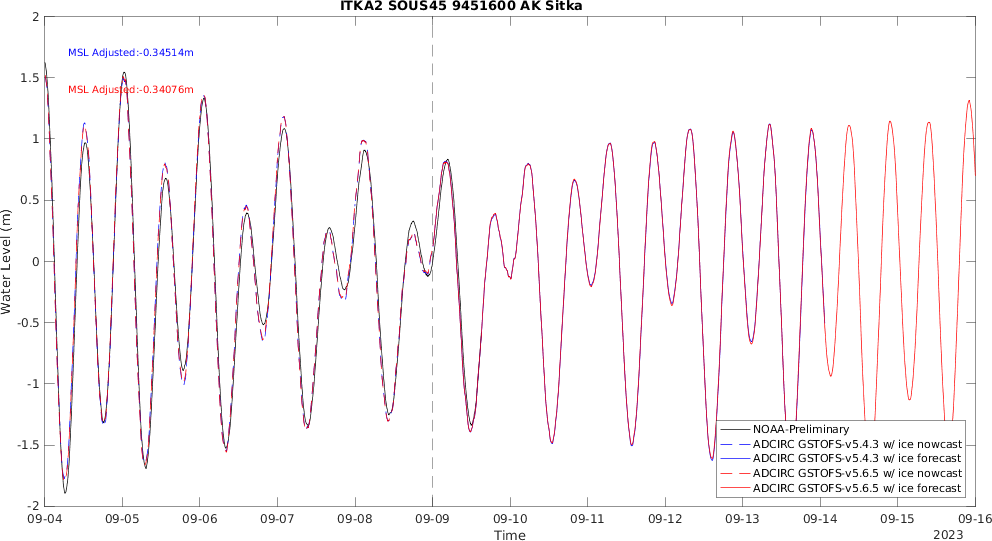 ITKA2 SOUS45 9451600 AK Sitka
MSL Adjusted:-0.34514m
MSL Adjusted:-0.34076m
Water Level (m)
2
1.5
1
0.5
0
-0.5
-1
-1.5
-2
NOAA-Preliminary
ADCIRC GSTOFS-v5.4.3 w/ ice nowcast
ADCIRC GSTOFS-v5.4.3 w/ ice forecast
ADCIRC GSTOFS-v5.6.5 w/ ice nowcast
ADCIRC GSTOFS-v5.6.5 w/ ice forecast
09-04 09-05 09-06 09-07 09-08 09-09 09-10 09-11 09-12 09-13 09-14 09-15 09-16
Time
2023